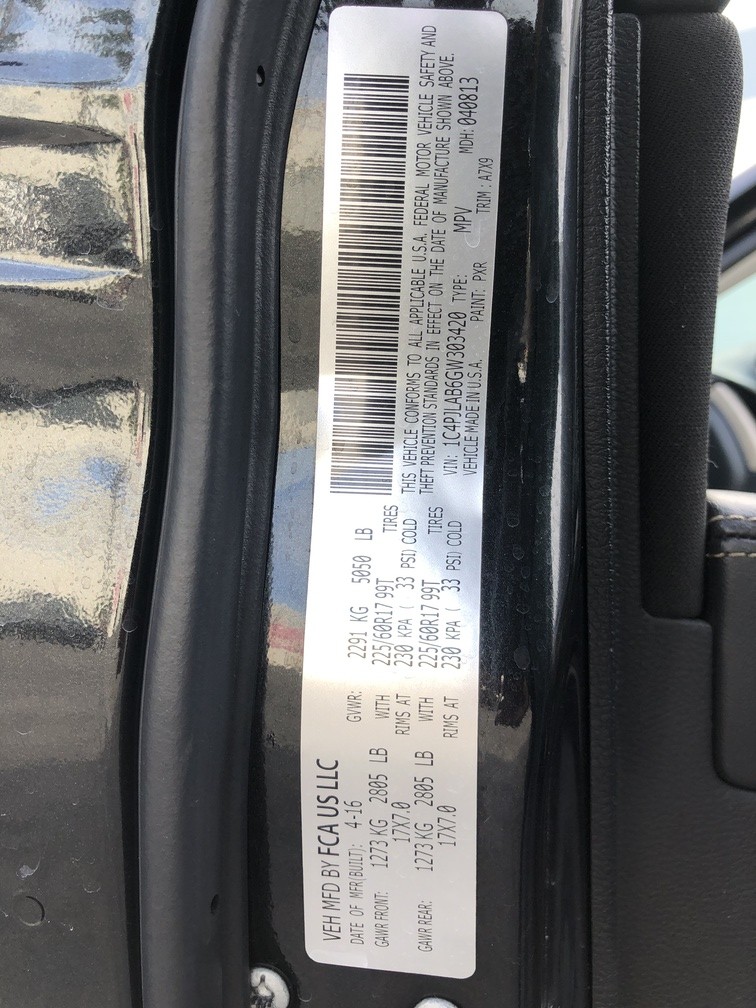 VEH MFD BY FCA US LLC
DATE OF MFR(BUILT): 4-16 GVWR: 2291 KG 5050 LB
GAWR FRONT: 1273 KG 2805 LB WITH 225/60R17 99T TIRES
17X7.0 RIMS AT 230 KPA ( 33 PSI) COLD
GAWR REAR: 1273 KG 2805 LB WITH 225/60R17 99T TIRES
17X7.0 RIMS AT 230 KPA ( 33 PSI) COLD
THIS VEHICLE CONFORMS TO ALL APPLICABLE U.S.A. FEDERAL MOTOR VEHICLE SAFETY AND
THEFT PREVENTION STANDARDS IN EFFECT ON THE DATE OF MANUFACTURE SHOWN ABOVE.
VIN: 1C4PJLAB6GW303420 TYPE: MPV MDH: 040813
VEHICLE MADE IN U.S.A. PAINT: PXR TRIM: A7X9